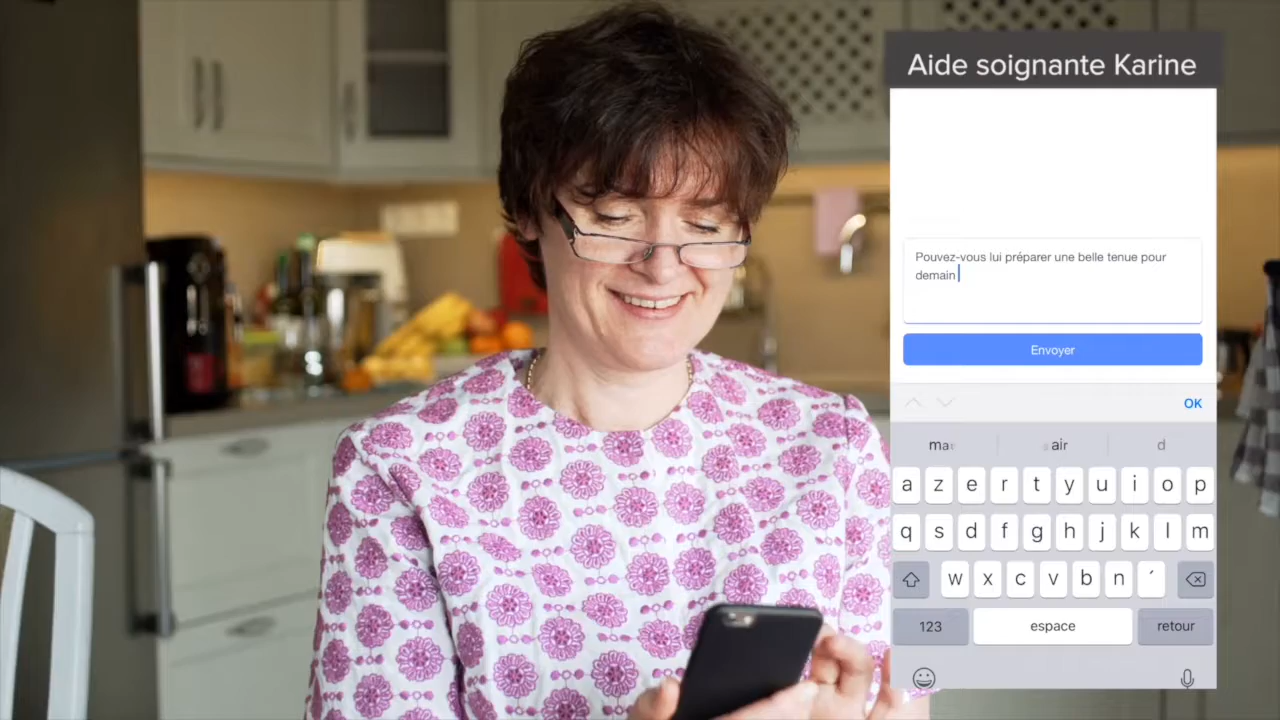 Aide soignante Karine
Pouvez-vous lui préparer une belle tenue pour
demain
Envoyer
OK
air d
a z e r t y u i o p
q s d f g h j k l m
w x c v b n ´
123 espace retour